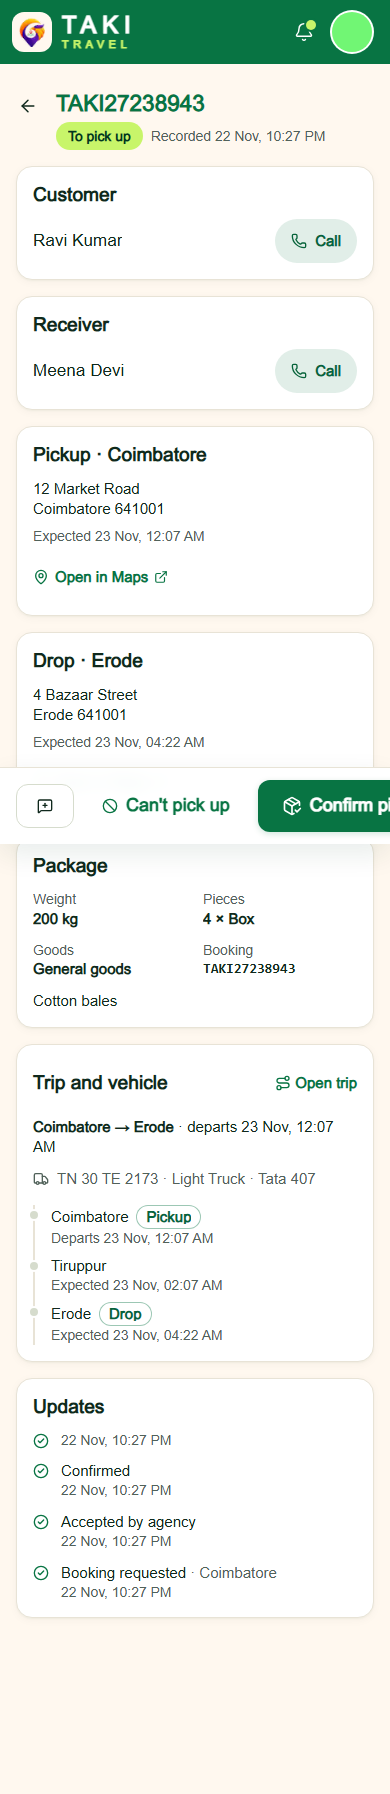 TAKI
TRAVEL
TAKI27238943
To pick up
Recorded 22 Nov, 10:27 PM
Customer
Ravi Kumar
Call
Receiver
Meena Devi
Call
Pickup · Coimbatore
12 Market Road
Coimbatore 641001
Expected 23 Nov, 12:07 AM
Open in Maps
Drop · Erode
4 Bazaar Street
Erode 641001
Expected 23 Nov, 04:22 AM
Can't pick up
Confirm pi
Package
Weight
Pieces
200 kg
4 × Box
Goods
Booking
General goods
TAKI27238943
Cotton bales
Trip and vehicle
Open trip
Coimbatore → Erode · departs 23 Nov, 12:07
AM
TN 30 TE 2173 · Light Truck · Tata 407
Coimbatore Pickup
Departs 23 Nov, 12:07 AM
Tiruppur
Expected 23 Nov, 02:07 AM
Erode Drop
Expected 23 Nov, 04:22 AM
Updates
22 Nov, 10:27 PM
Confirmed
22 Nov, 10:27 PM
Accepted by agency
22 Nov, 10:27 PM
Booking requested · Coimbatore
22 Nov, 10:27 PM